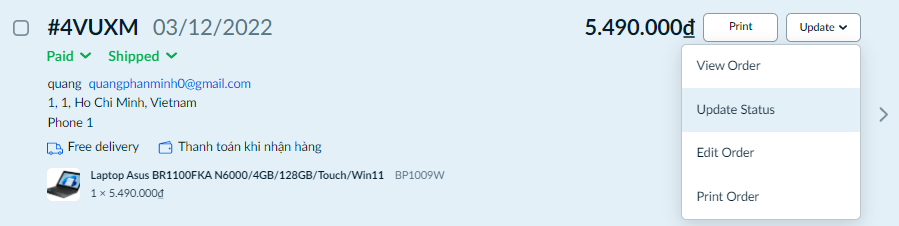 #4VUXM 03/12/2022 5.490.000₫ Print Update
Paid Shipped
View Order
quang quangphanminh0@gmail.com
1, 1, Ho Chi Minh, Vietnam
Update Status
Phone 1
Free delivery Thanh toán khi nhận hàng
Edit Order
Laptop Asus BR1100FKA N6000/4GB/128GB/Touch/Win11 BP1009W
1 × 5.490.000₫
Print Order